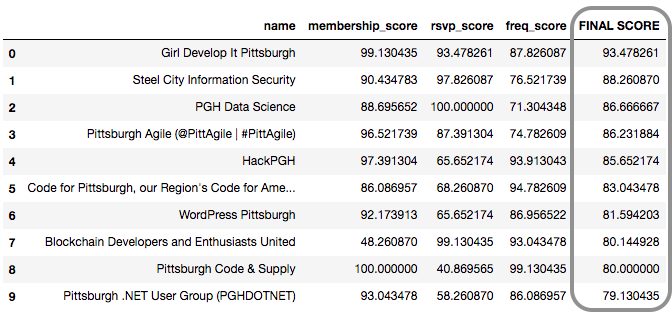 name membership_score rsvp_score freq_score FINAL SCORE
0 Girl Develop It Pittsburgh 99.130435 93.478261 87.826087 93.478261
1 Steel City Information Security 90.434783 97.826087 76.521739 88.260870
2 PGH Data Science 88.695652 100.000000 71.304348 86.666667
3 Pittsburgh Agile (@PittAgile | #PittAgile) 96.521739 87.391304 74.782609 86.231884
4 HackPGH 97.391304 65.652174 93.913043 85.652174
5 Code for Pittsburgh, our Region's Code for Ame... 86.086957 68.260870 94.782609 83.043478
6 WordPress Pittsburgh 92.173913 65.652174 86.956522 81.594203
7 Blockchain Developers and Enthusiasts United 48.260870 99.130435 93.043478 80.144928
8 Pittsburgh Code & Supply 100.000000 40.869565 99.130435 80.000000
9 Pittsburgh .NET User Group (PGHDOTNET) 93.043478 58.260870 86.086957 79.130435